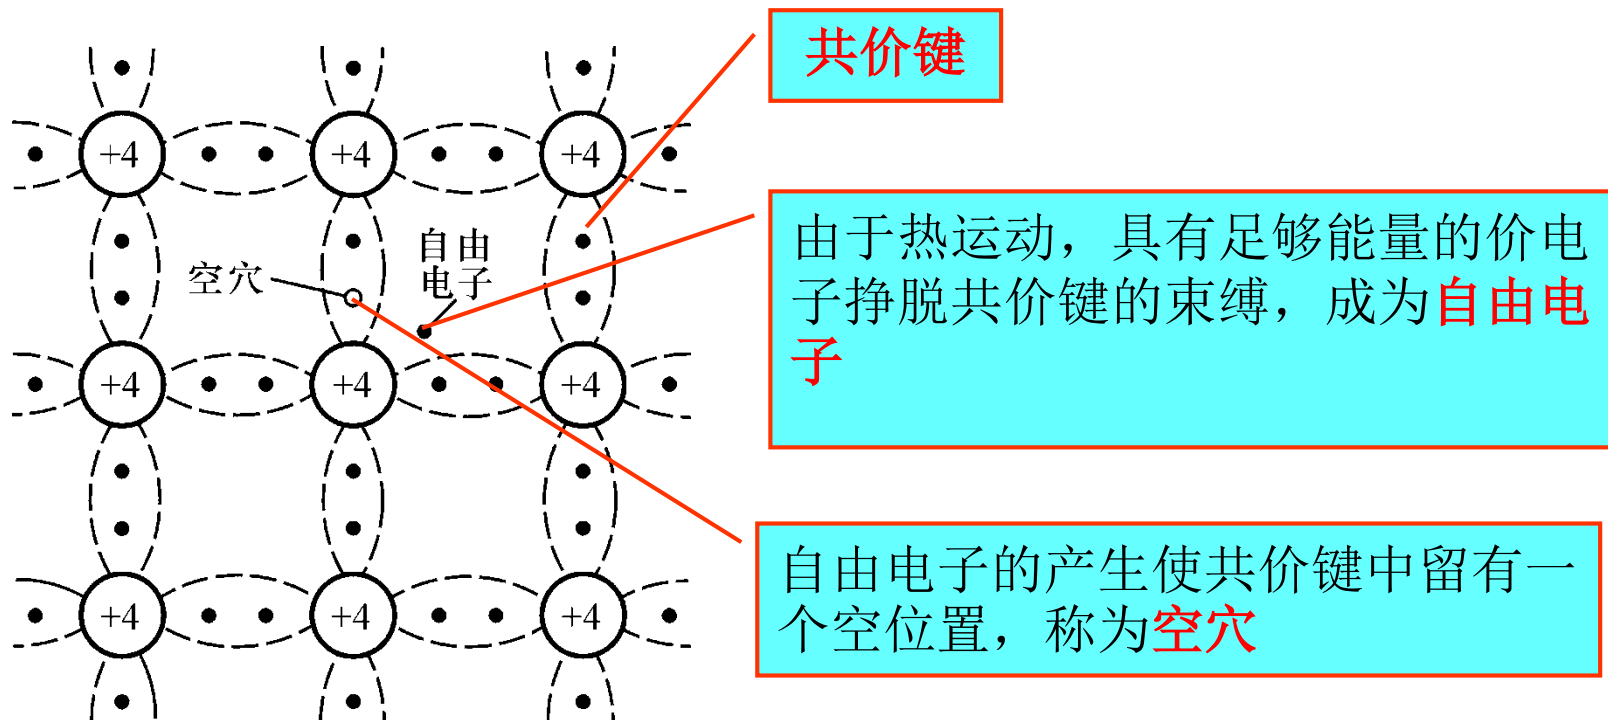 共价键
+4 +4 +4
自由
电子
空穴
由于热运动，具有足够能量的价电
子挣脱共价键的束缚，成为自由电
子
+4 +4 +4
自由电子的产生使共价键中留有一
个空位置，称为空穴
+4 +4 +4